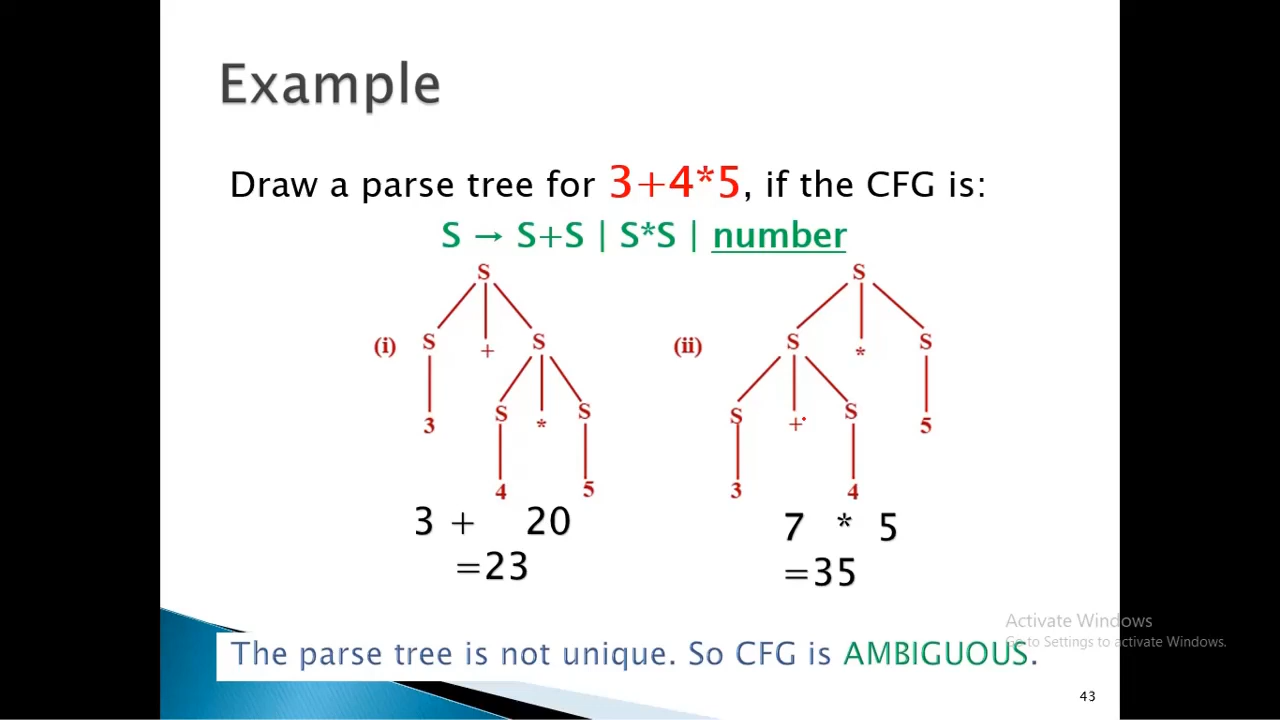 Example
Draw a parse tree for 3+4*5, if the CFG is:
S → S+S | S*S | number
S
(i) S + S
3 S * S
4 5
3 + 20
=23
S
(ii) S * S
S + S 5
3 4
7 * 5
=35
The parse tree is not unique. So CFG is AMBIGUOUS.
Activate Windows
Go to Settings to activate Windows.
43